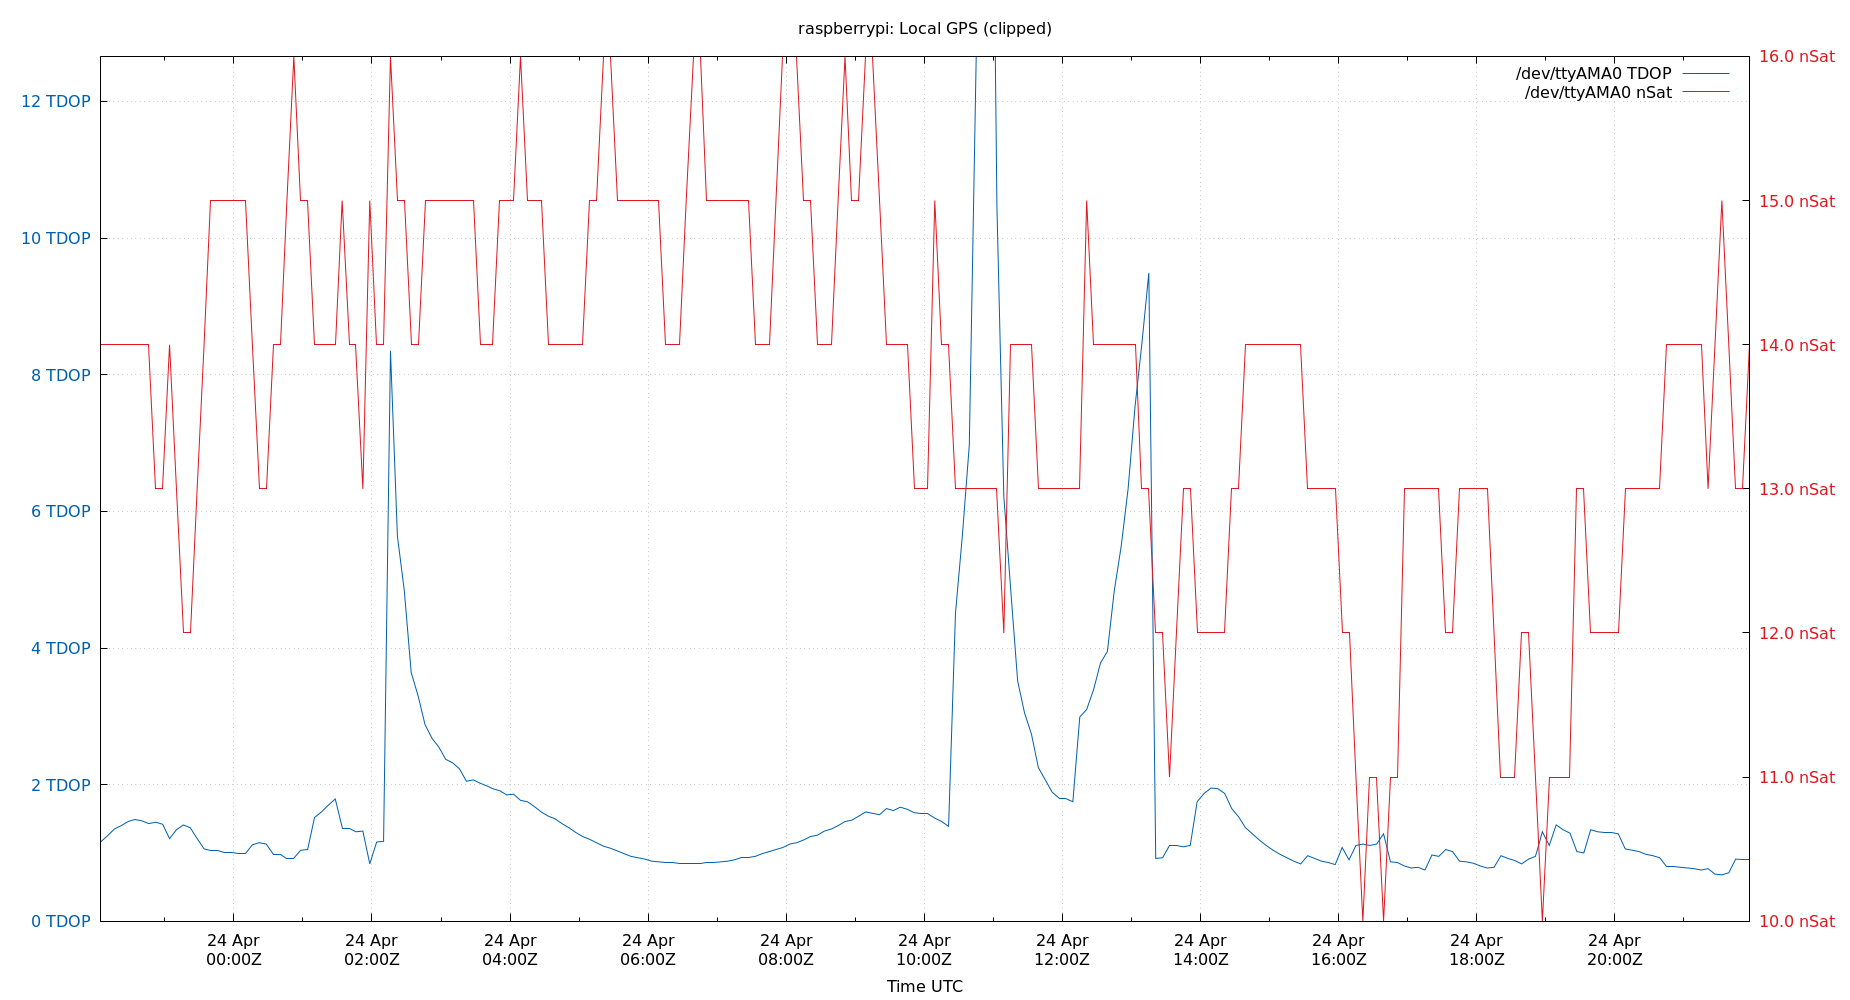 raspberrypi: Local GPS (clipped)
/dev/ttyAMA0 TDOP
/dev/ttyAMA0 nSat
12 TDOP
10 TDOP
8 TDOP
6 TDOP
4 TDOP
2 TDOP
0 TDOP
16.0 nSat
15.0 nSat
14.0 nSat
13.0 nSat
12.0 nSat
11.0 nSat
10.0 nSat
24 Apr
00:00Z
24 Apr
02:00Z
24 Apr
04:00Z
24 Apr
06:00Z
24 Apr
08:00Z
24 Apr
10:00Z
24 Apr
12:00Z
24 Apr
14:00Z
24 Apr
16:00Z
24 Apr
18:00Z
24 Apr
20:00Z
Time UTC